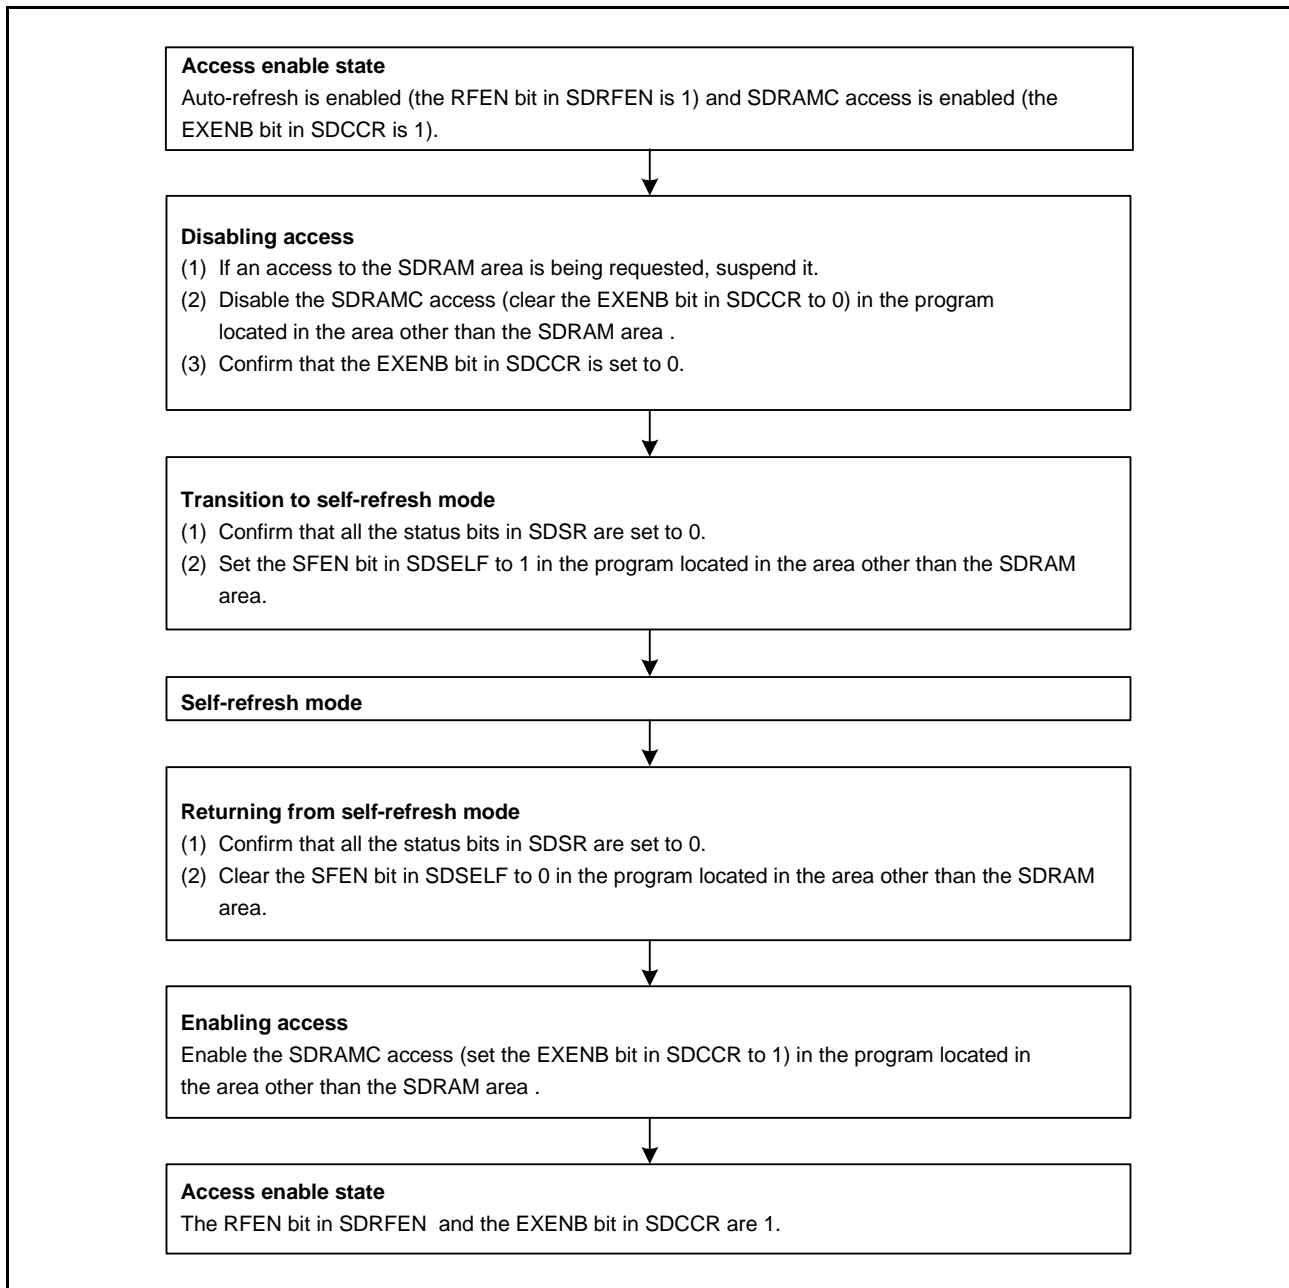 Access enable state
Auto-refresh is enabled (the RFEN bit in SDRFEN is 1) and SDRAMC access is enabled (the
EXENB bit in SDCCR is 1).
Disabling access
(1) If an access to the SDRAM area is being requested, suspend it.
(2) Disable the SDRAMC access (clear the EXENB bit in SDCCR to 0) in the program
located in the area other than the SDRAM area .
(3) Confirm that the EXENB bit in SDCCR is set to 0.
Transition to self-refresh mode
(1) Confirm that all the status bits in SDSR are set to 0.
(2) Set the SFEN bit in SDSELF to 1 in the program located in the area other than the SDRAM
area.
Self-refresh mode
Returning from self-refresh mode
(1) Confirm that all the status bits in SDSR are set to 0.
(2) Clear the SFEN bit in SDSELF to 0 in the program located in the area other than the SDRAM
area.
Enabling access
Enable the SDRAMC access (set the EXENB bit in SDCCR to 1) in the program located in
the area other than the SDRAM area .
Access enable state
The RFEN bit in SDRFEN  and the EXENB bit in SDCCR are 1.